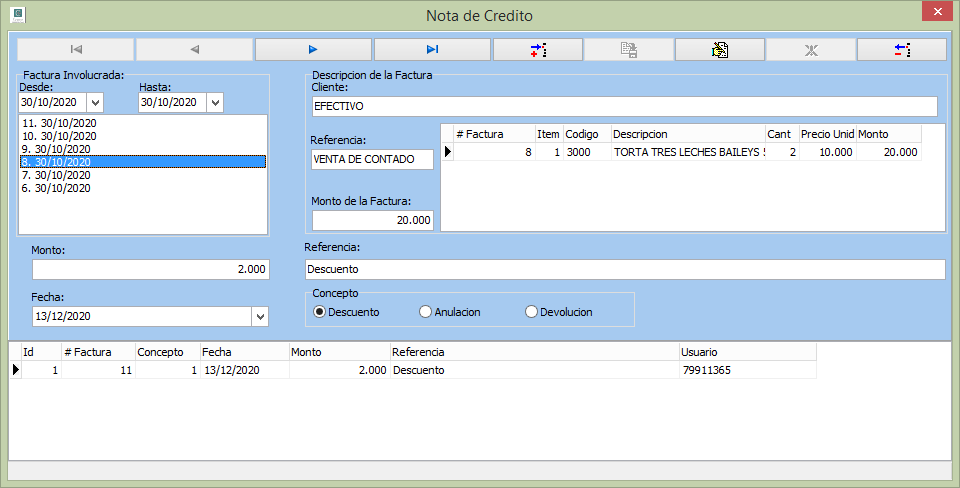 Nota de Credito
Factura Involucrada:
Desde: Hasta:
30/10/2020 30/10/2020
11. 30/10/2020
10. 30/10/2020
9. 30/10/2020
8. 30/10/2020
7. 30/10/2020
6. 30/10/2020
Descripcion de la Factura
Cliente:
EFECTIVO
Referencia:
VENTA DE CONTADO
Monto de la Factura:
20.000
# Factura Item Codigo Descripcion Cant Precio Unid Monto
8 1 3000 TORTA TRES LECHES BAILEYS 2 10.000 20.000
Monto:
2.000
Referencia:
Descuento
Fecha:
13/12/2020
Concepto
Descuento Anulacion Devolucion
Id # Factura Concepto Fecha Monto Referencia Usuario
1 11 1 13/12/2020 2.000 Descuento 79911365